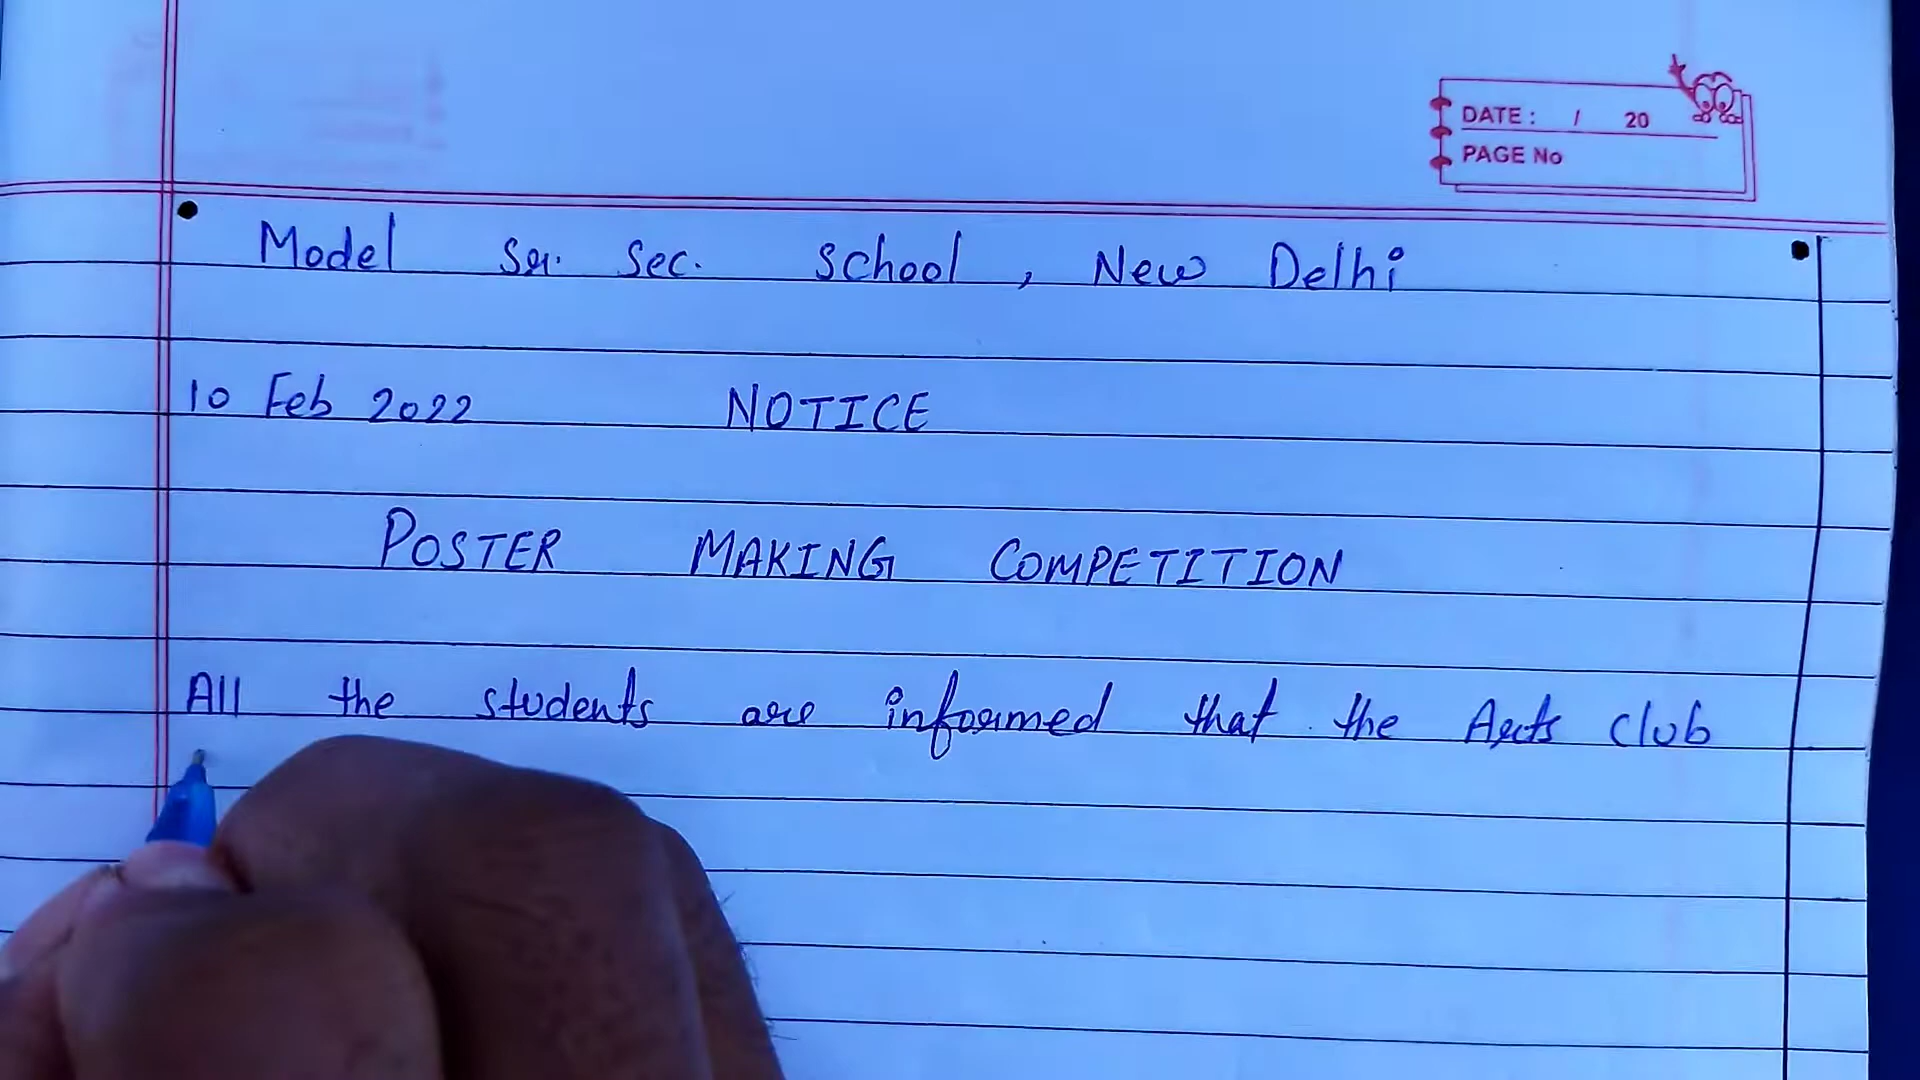 DATE : / 20
PAGE No
Model Sr. Sec. School, New Delhi
10 Feb 2022 NOTICE
POSTER MAKING COMPETITION
All the students are informed that the Arts club